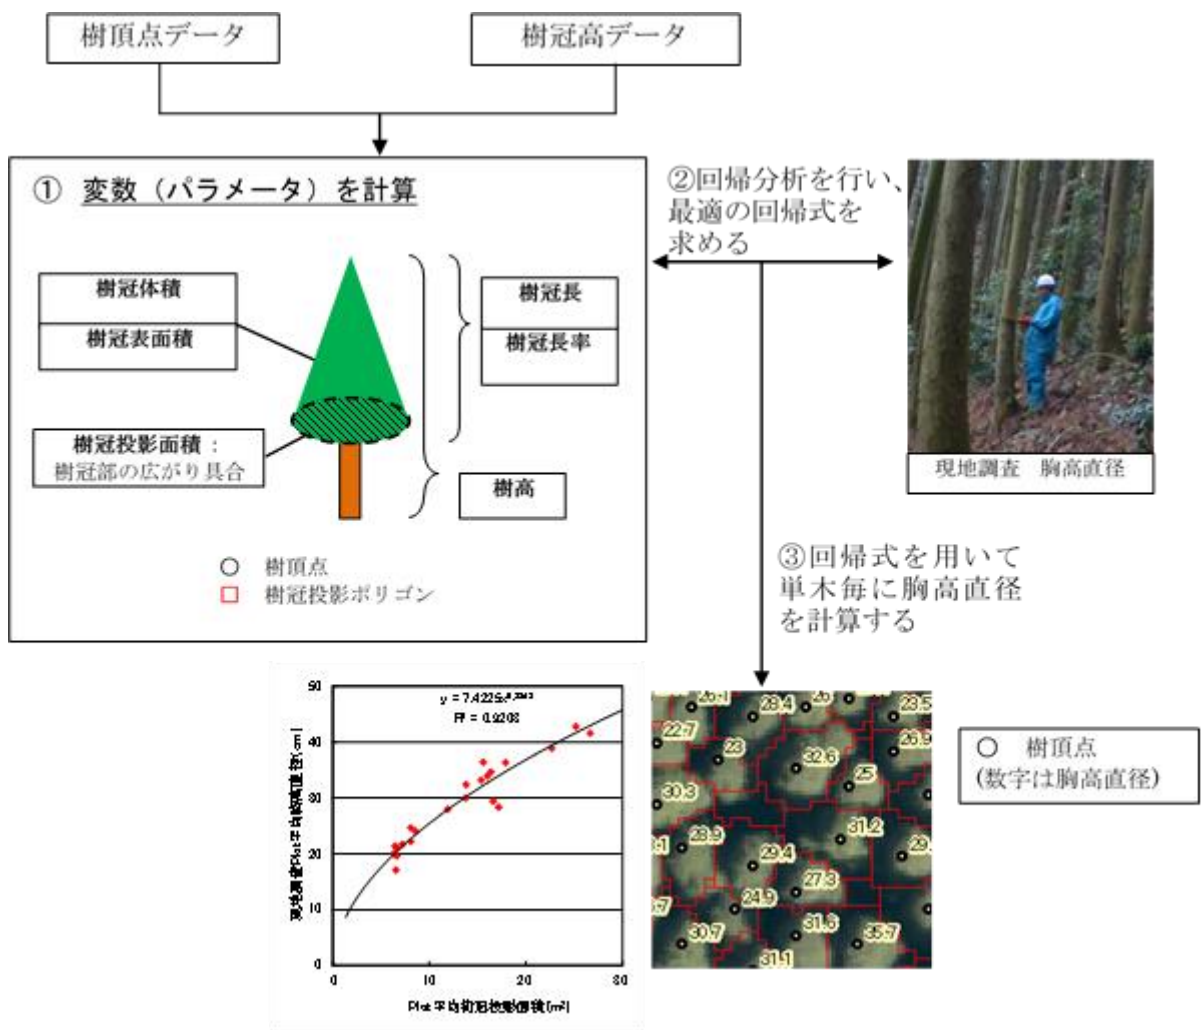 樹頂点データ
樹冠高データ
① 変数（パラメータ）を計算
樹冠体積
樹冠表面積
樹冠投影面積：
樹冠部の広がり具合
樹冠長
樹冠長率
樹高
○ 樹頂点
□ 樹冠投影ポリゴン
②回帰分析を行い、
最適の回帰式を
求める
現地調査 胸高直径
③回帰式を用いて
単木毎に胸高直径
を計算する
50
40
30
20
10
0
0 10 20 30
R² = 0.9208
26.1
28.4
26
23.5
22.7
23
32.6
26.9
25
30.3
28.9
31.2
29.4
27.3
24.9
30.7
31.6
35.7
31.1
○ 樹頂点
(数字は胸高直径)